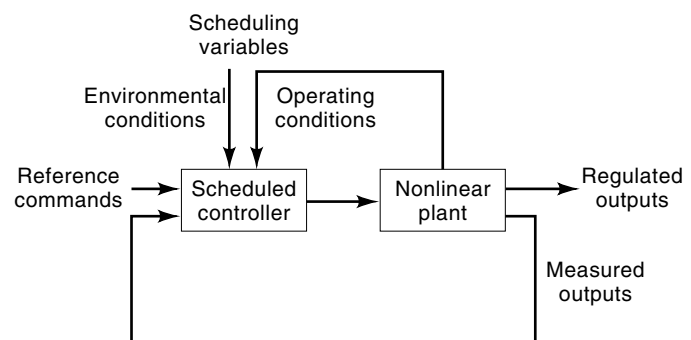 Scheduling
variables
Environmental
conditions
Operating
conditions
Reference
commands
Scheduled
controller
Nonlinear
plant
Regulated
outputs
Measured
outputs